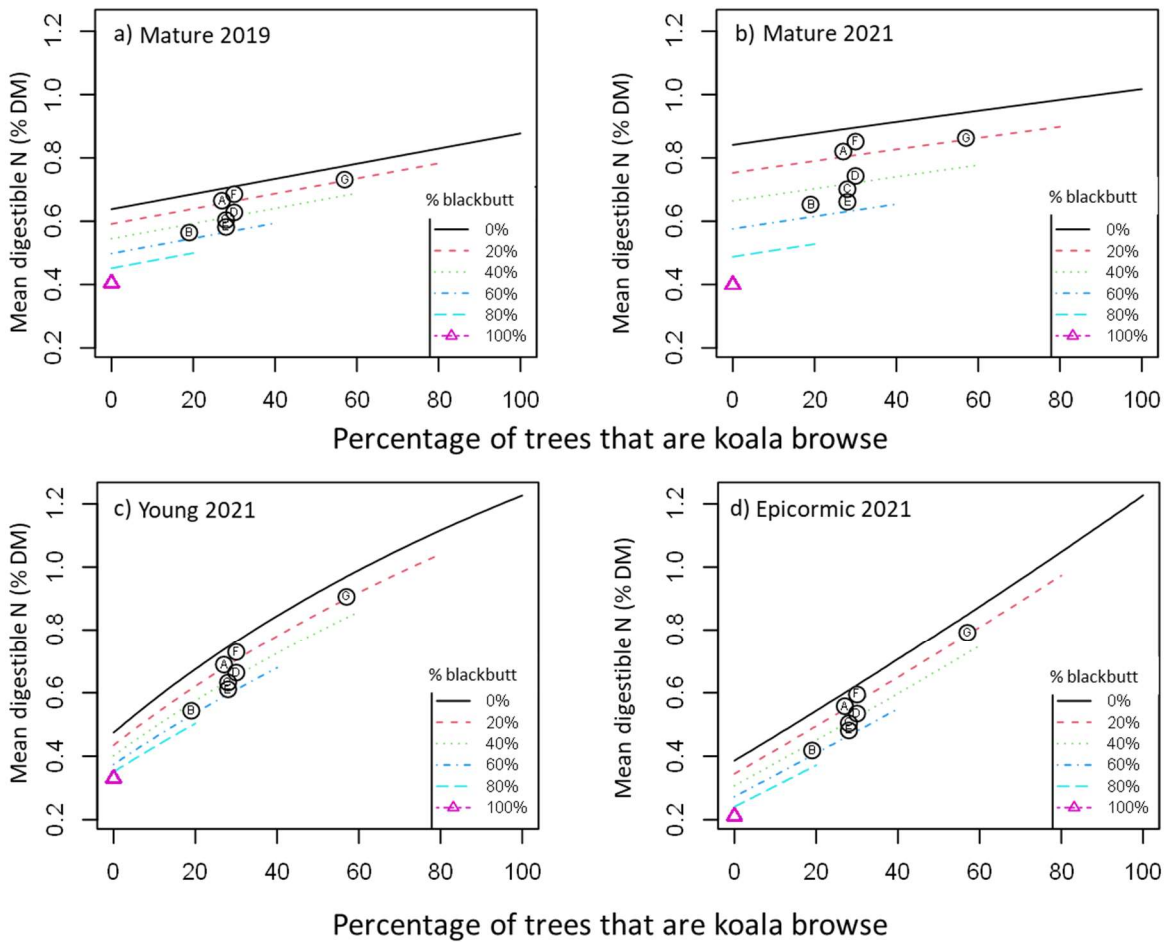 a) Mature 2019
Mean digestible N (% DM)
1.2
1.0
0.8
0.6
0.4
0.2
0 20 40 60 80 100
A
B
D
E
F
G
% blackbutt
0%
20%
40%
60%
80%
100%
b) Mature 2021
Mean digestible N (% DM)
1.2
1.0
0.8
0.6
0.4
0.2
0 20 40 60 80 100
A
B
C
D
E
F
G
% blackbutt
0%
20%
40%
60%
80%
100%
Percentage of trees that are koala browse
c) Young 2021
Mean digestible N (% DM)
1.2
1.0
0.8
0.6
0.4
0.2
0 20 40 60 80 100
A
B
D
E
F
G
% blackbutt
0%
20%
40%
60%
80%
100%
d) Epicormic 2021
Mean digestible N (% DM)
1.2
1.0
0.8
0.6
0.4
0.2
0 20 40 60 80 100
A
B
D
E
F
G
% blackbutt
0%
20%
40%
60%
80%
100%
Percentage of trees that are koala browse